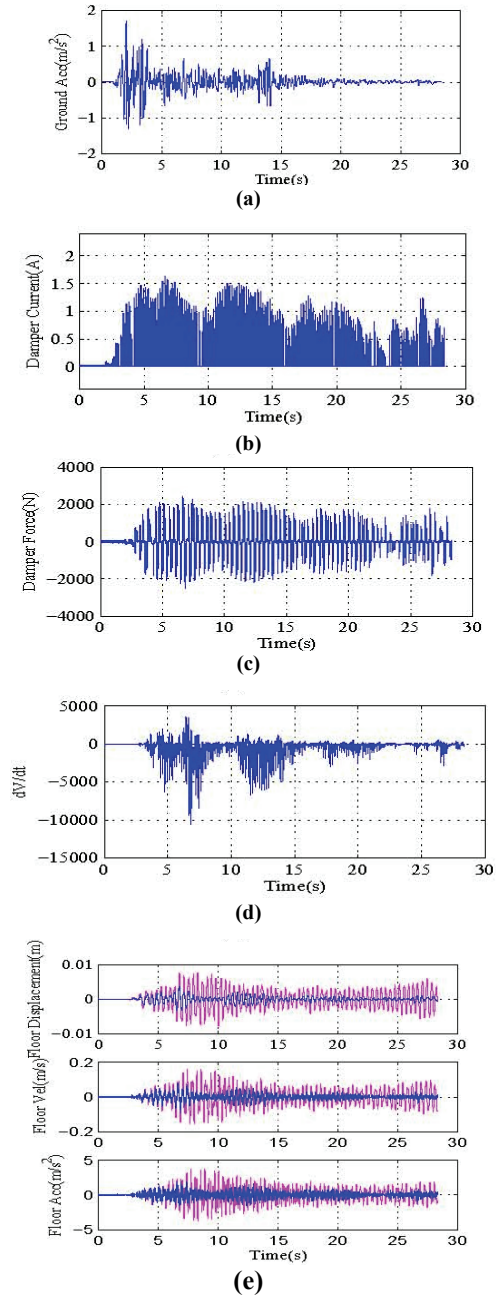 2
1
0
−1
−2
Ground Acc(m/s²)
0 5 10 15 20 25 30
Time(s)
(a)
2
1.5
1
0.5
0
Damper Current(A)
0 5 10 15 20 25 30
Time(s)
(b)
4000
2000
0
−2000
−4000
Damper Force(N)
0 5 10 15 20 25 30
Time(s)
(c)
5000
0
−5000
−10000
−15000
dV/dt
0 5 10 15 20 25 30
Time(s)
(d)
0.01
0
−0.01
Floor Displacement(m)
0 5 10 15 20 25 30
0.2
0
−0.2
Floor Vel(m/s)
0 5 10 15 20 25 30
5
0
−5
Floor Acc(m/s²)
0 5 10 15 20 25 30
Time(s)
(e)